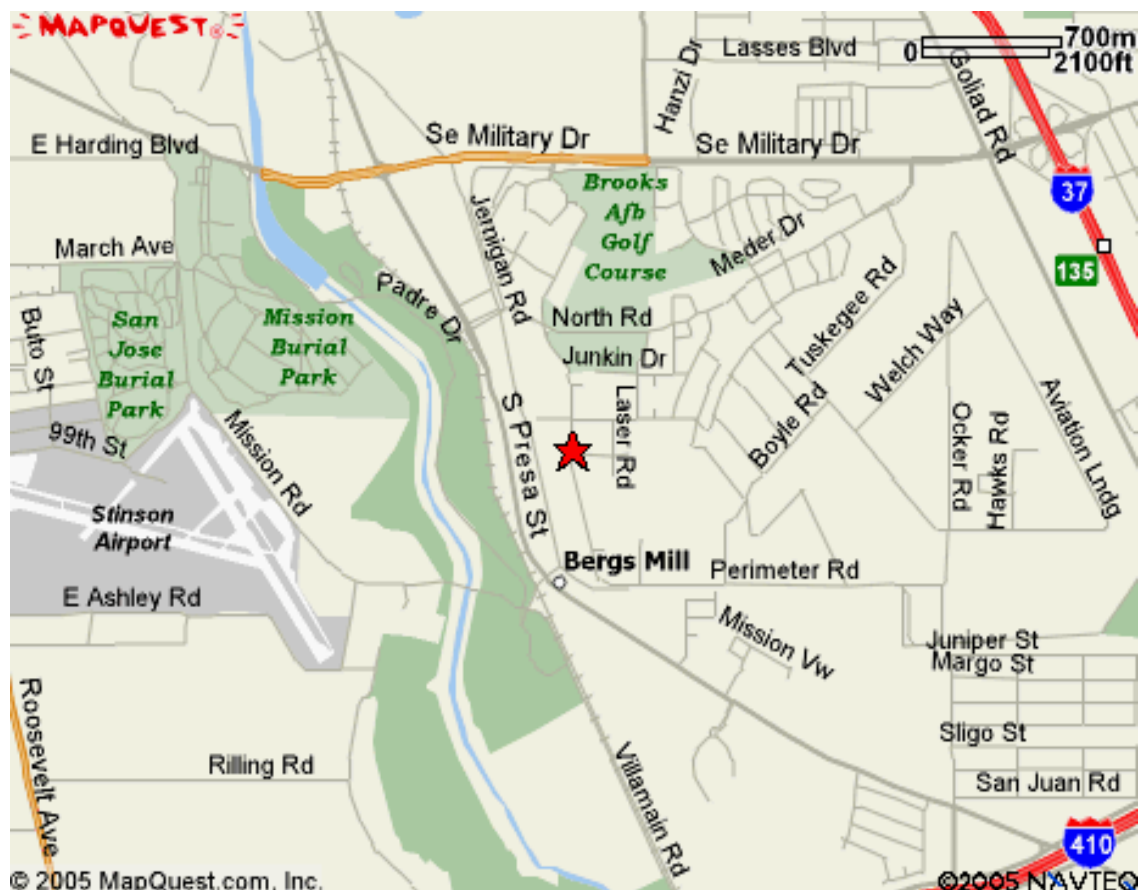 MAPQUEST®
Lasses Blvd
0
700m
2100ft
Hanzi Dr
Goliad Rd
E Harding Blvd
Se Military Dr
Se Military Dr
37
Brooks
Afb
Golf
Course
Jernigan Rd
Meder Dr
March Ave
135
Padre Dr
Tuskegee Rd
Buto St
San
Jose
Burial
Park
Mission
Burial
Park
North Rd
Junkin Dr
Welch Way
Aviation Lndg
99th St
Mission Rd
S Presa St
Laser Rd
Boyle Rd
Ocker Rd
Hawks Rd
Stinson
Airport
Bergs Mill
Perimeter Rd
E Ashley Rd
Mission Vw
Juniper St
Margo St
Roosevelt Ave
Sligo St
Rilling Rd
Villamain Rd
San Juan Rd
410
© 2005 MapQuest.com, Inc.
©2005 NAVTEQ